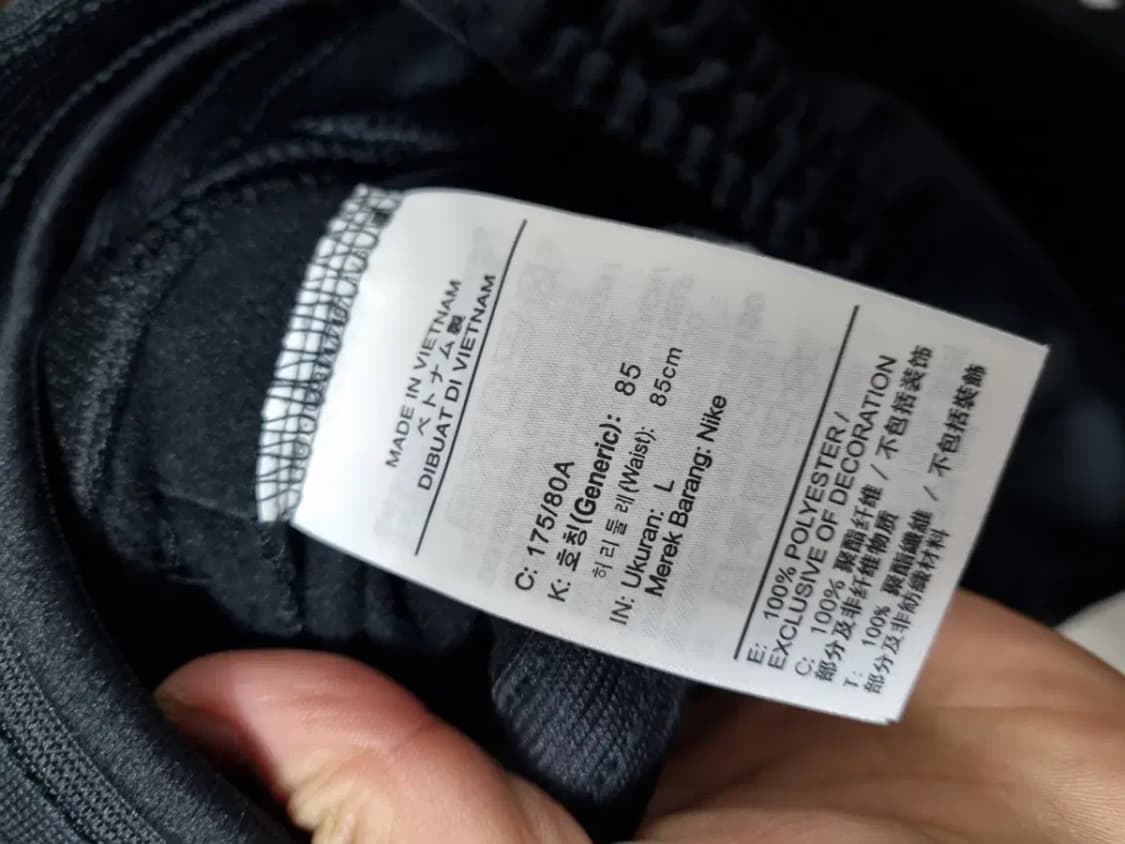 MADE IN VIETNAM
ベトナム製
DIBUAT DI VIETNAM
C: 175/80A
K: 호칭(Generic): 85
허리둘레(Waist): 85cm
IN: Ukuran: L
Merek Barang: Nike
E: 100% POLYESTER/
EXCLUSIVE OF DECORATION
C: 100% 聚酯纤维 / 不包括装饰
部分及非纤维物质
T: 100% 聚酯纖維 / 不包括裝飾
部分及非紡織材料